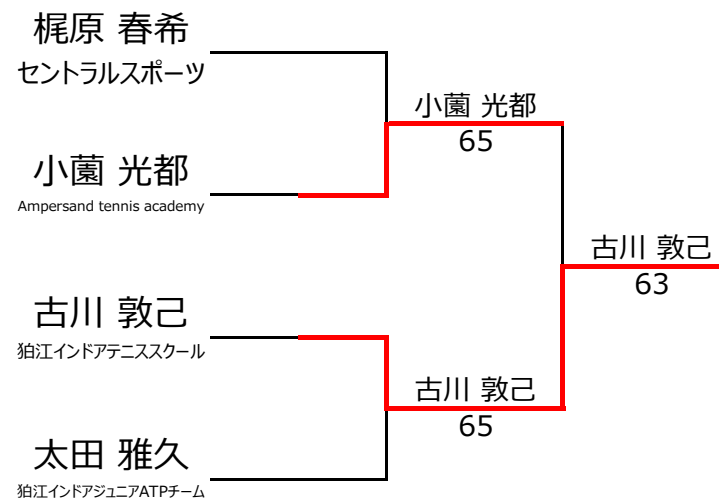 梶原 春希
セントラルスポーツ
小薗 光都
65
小薗 光都
Ampersand tennis academy
古川 敦己
63
古川 敦己
狛江インドアテニススクール
古川 敦己
65
太田 雅久
狛江インドアジュニアATPチーム